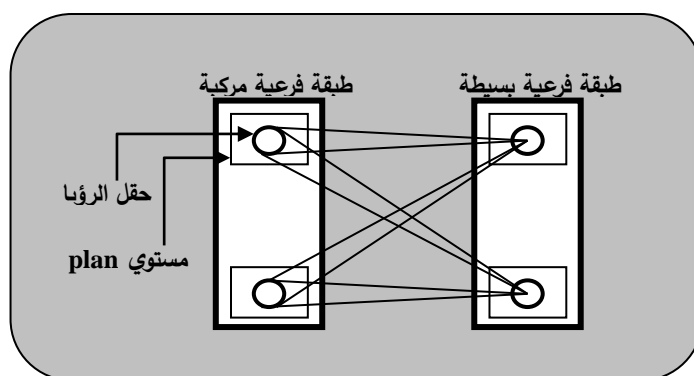 طبقة فرعية بسيطة
طبقة فرعية مركبة
حقل الرؤيا
مستوي plan